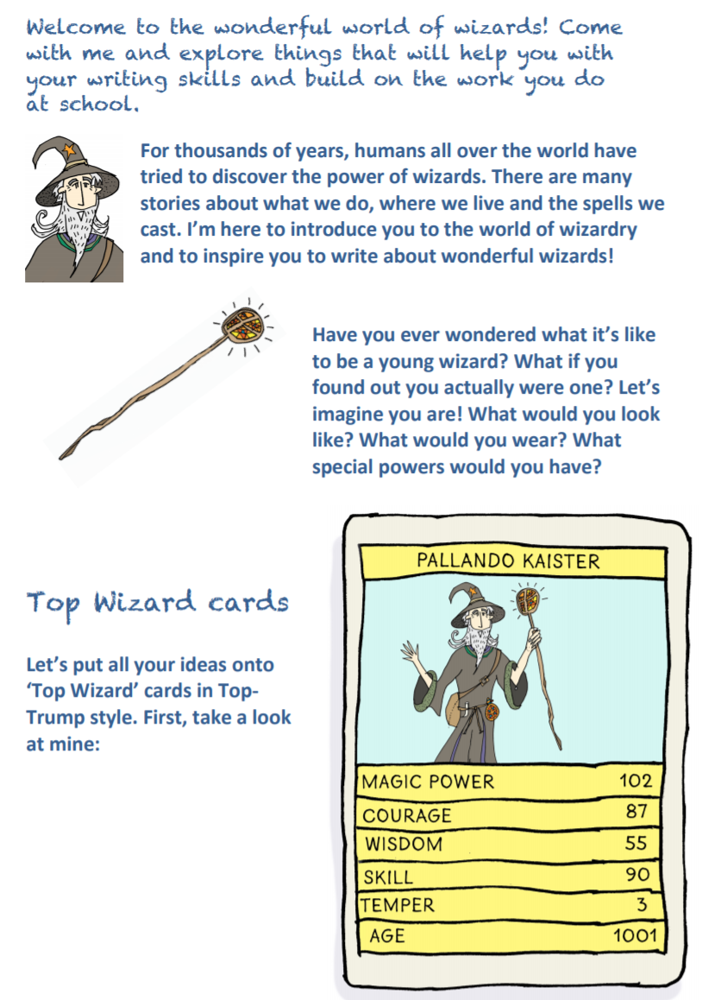 Welcome to the wonderful world of wizards! Come
with me and explore things that will help you with
your writing skills and build on the work you do
at school.
For thousands of years, humans all over the world have
tried to discover the power of wizards. There are many
stories about what we do, where we live and the spells we
cast. I'm here to introduce you to the world of wizardry
and to inspire you to write about wonderful wizards!
Have you ever wondered what it's like
to be a young wizard? What if you
found out you actually were one? Let's
imagine you are! What would you look
like? What would you wear? What
special powers would you have?
Top Wizard cards
Let's put all your ideas onto
'Top Wizard' cards in Top-
Trump style. First, take a look
at mine:
PALLANDO KAISTER
MAGIC POWER 102
COURAGE 87
WISDOM 55
SKILL 90
TEMPER 3
AGE 1001